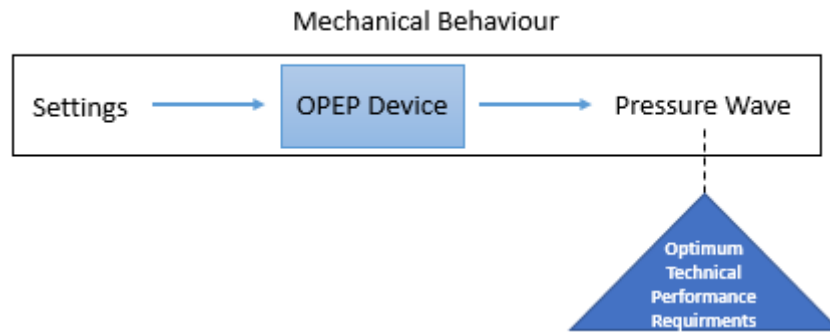 Mechanical Behaviour
Settings
OPEP Device
Pressure Wave
Optimum
Technical
Performance
Requirments